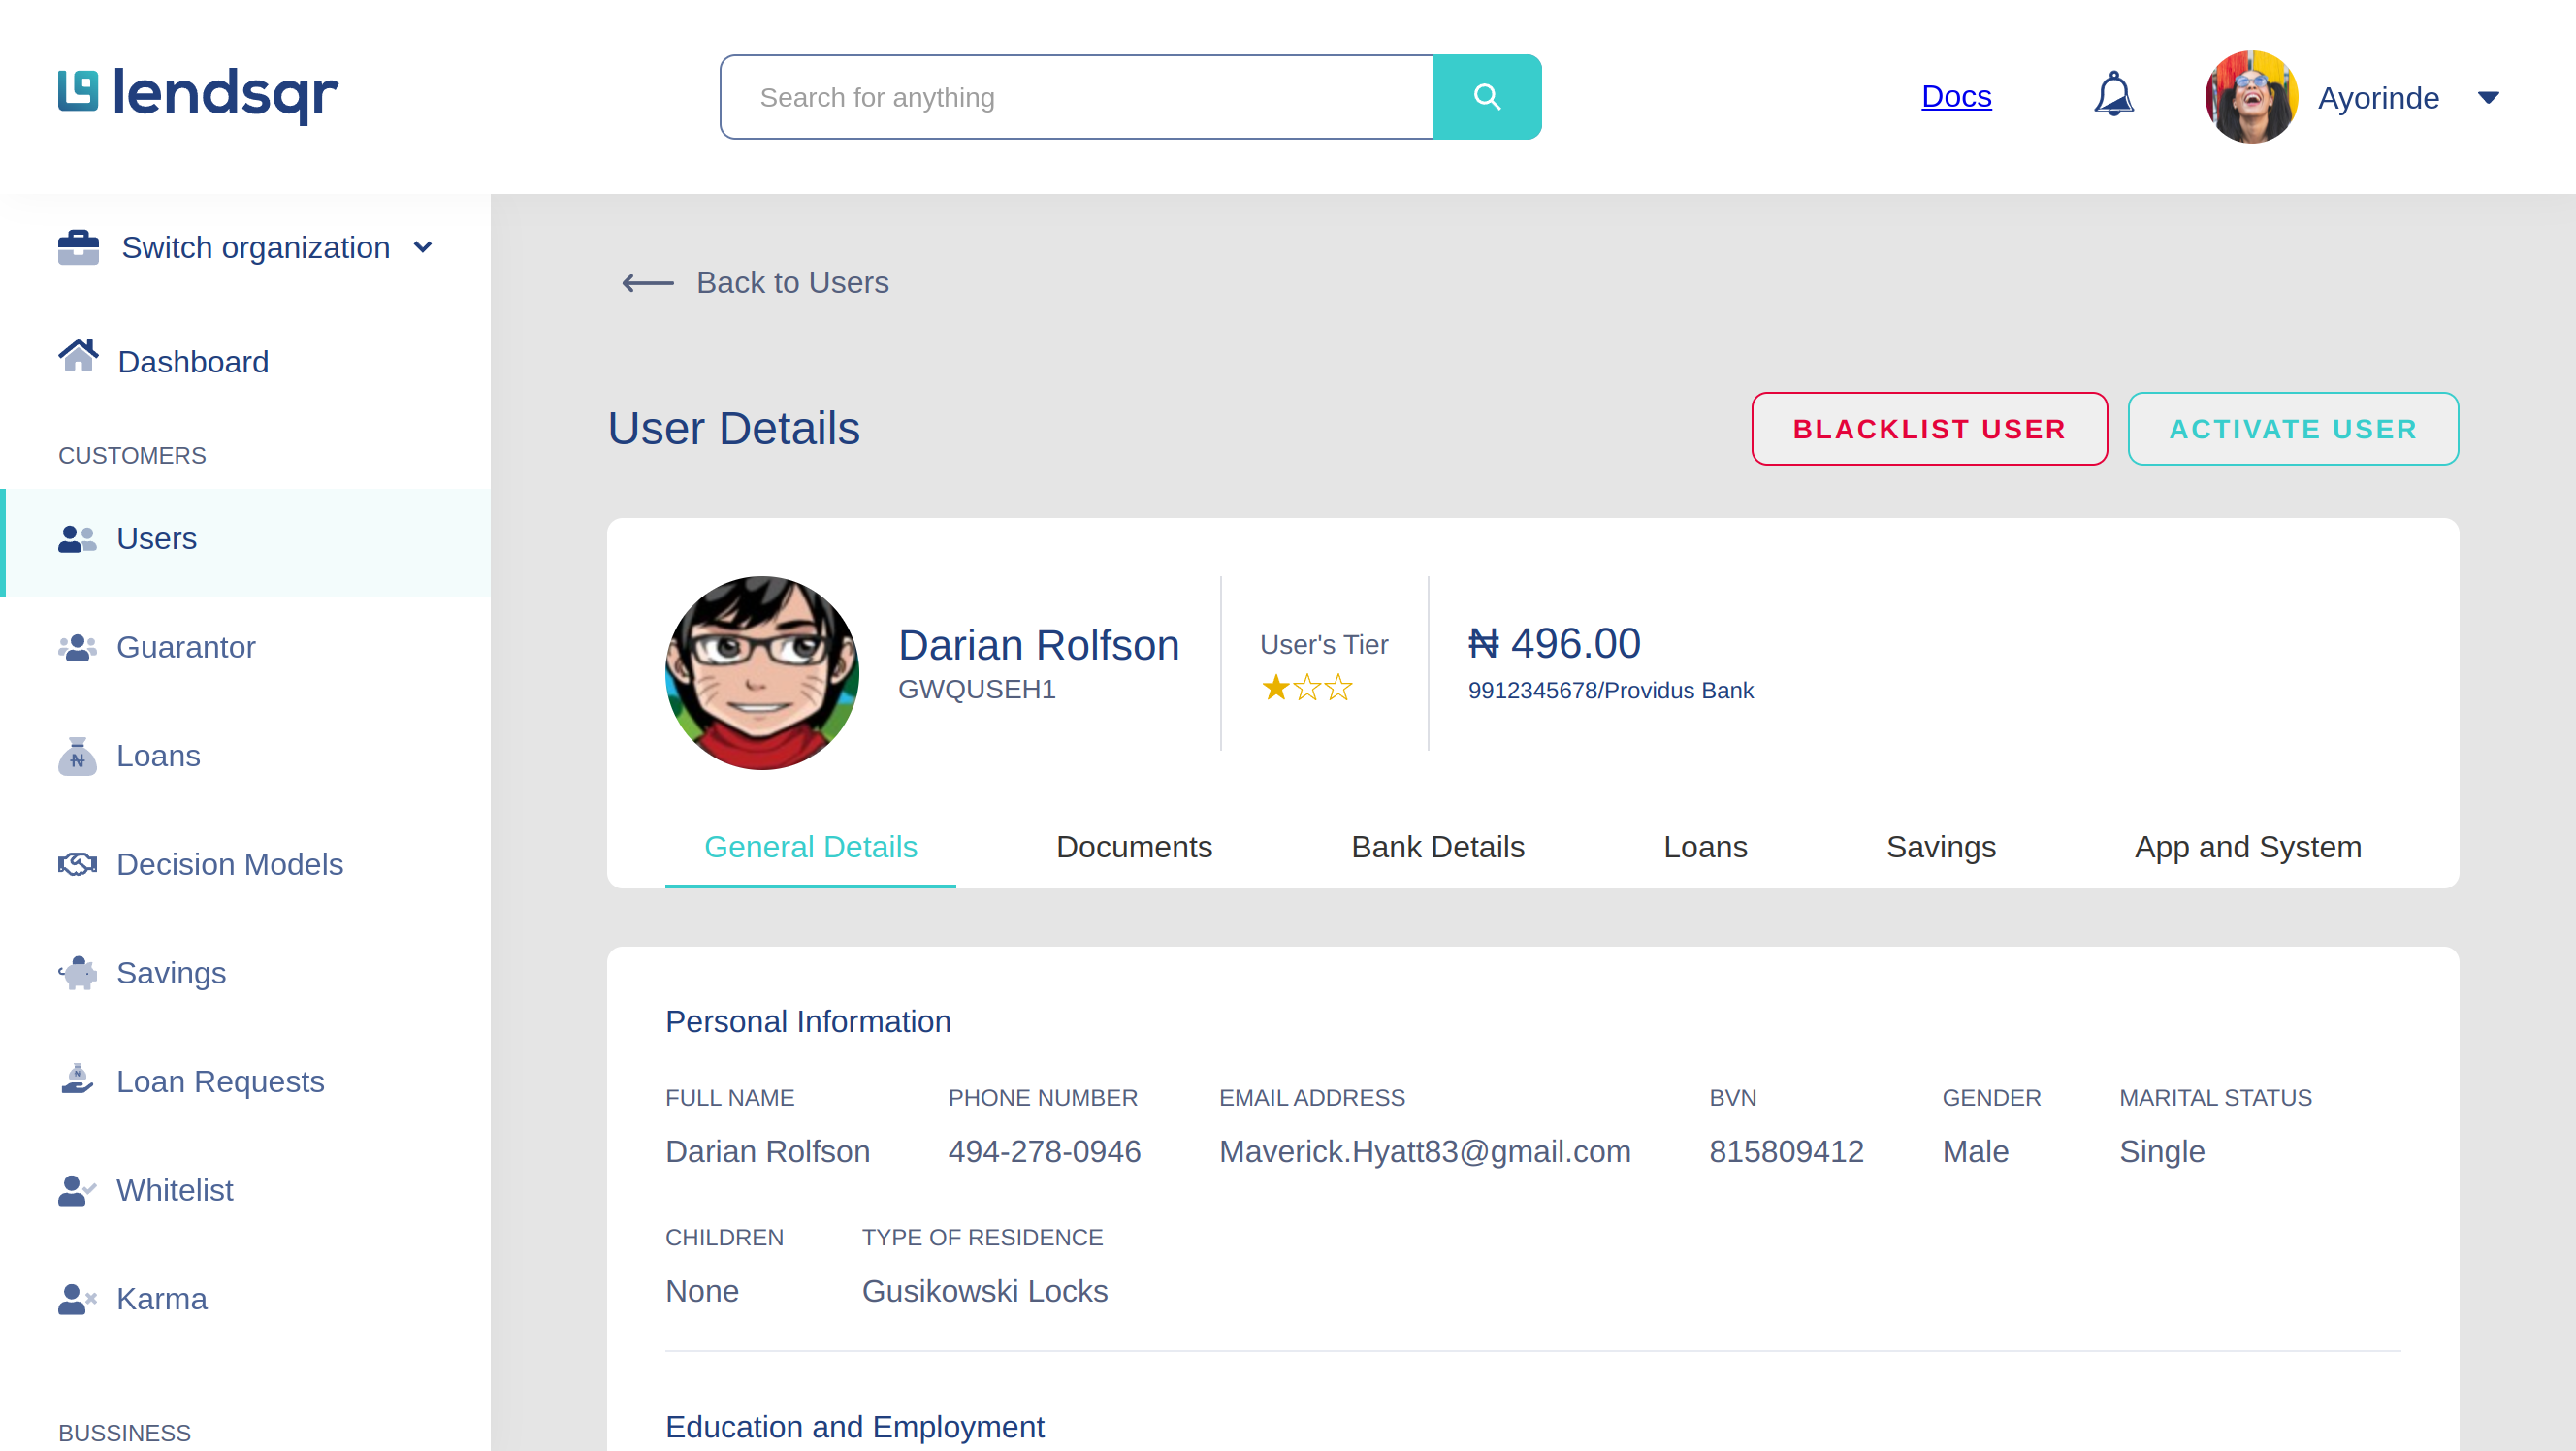 lendsqr
Search for anything
Docs
Ayorinde
Switch organization
Dashboard
CUSTOMERS
Users
Guarantor
Loans
Decision Models
Savings
Loan Requests
Whitelist
Karma
BUSSINESS
Back to Users
User Details
BLACKLIST USER
ACTIVATE USER
Darian Rolfson
GWQUSEH1
User's Tier
★☆☆
₦ 496.00
9912345678/Providus Bank
General Details Documents Bank Details Loans Savings App and System
Personal Information
FULL NAME PHONE NUMBER EMAIL ADDRESS BVN GENDER MARITAL STATUS
Darian Rolfson 494-278-0946 Maverick.Hyatt83@gmail.com 815809412 Male Single
CHILDREN TYPE OF RESIDENCE
None Gusikowski Locks
Education and Employment